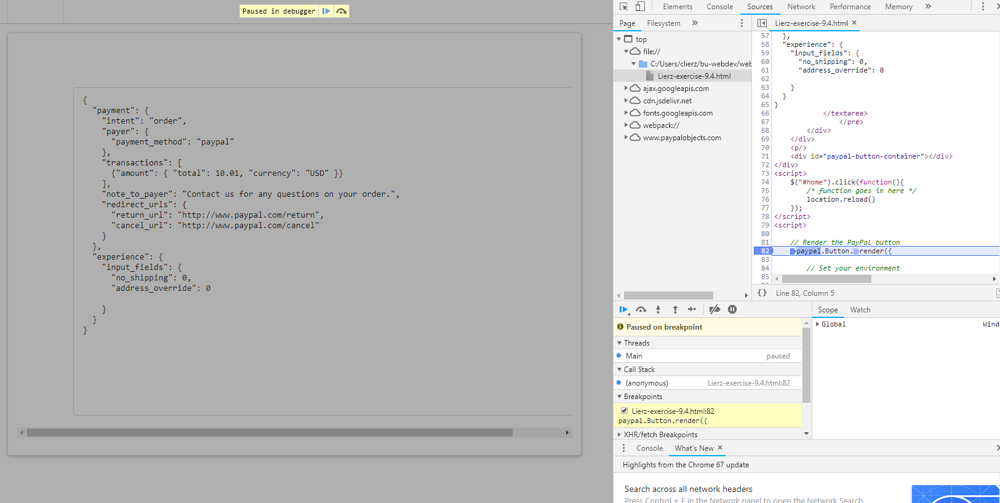 Paused in debugger
{
"payment": {
"intent": "order",
"payer": {
"payment_method": "paypal"
},
"transactions": [
{"amount": { "total": 10.01, "currency": "USD" }}
],
"note_to_payer": "Contact us for any questions on your order.",
"redirect_urls": {
"return_url": "http://www.paypal.com/return",
"cancel_url": "http://www.paypal.com/cancel"
}
},
"experience": {
"input_fields": {
"no_shipping": 0,
"address_override": 0
}
}
}
Elements Console Sources Network Performance Memory »
Page Filesystem »
top
file://
C:/Users/clierz/bu-webdev/web
Lierz-exercise-9.4.html
ajax.googleapis.com
cdn.jsdelivr.net
fonts.googleapis.com
webpack://
www.paypalobjects.com
Lierz-exercise-9.4.html ×
57 },
58 "experience": {
59 "input_fields": {
60 "no_shipping": 0,
61 "address_override": 0
62
63 }
64 }
65 }
66 </textarea>
67 </pre>
68 </div>
69 </div>
70 <p/>
71 <div id="paypal-button-container"></div>
72 </div>
73 <script>
74 $("#home").click(function(){
75 /* function goes in here */
76 location.reload()
77 });
78 </script>
79 <script>
80
81 // Render the PayPal button
82 paypal.Button.render({
83
84 // Set your environment
85
{} Line 82, Column 5
Paused on breakpoint
Threads
Main paused
Call Stack
(anonymous) Lierz-exercise-9.4.html:82
Breakpoints
Lierz-exercise-9.4.html:82
paypal.Button.render({
XHR/fetch Breakpoints
Scope Watch
Global Wind
Console What's New ×
Highlights from the Chrome 67 update
Search across all network headers
Press Control + F in the Network panel to open the Network Search